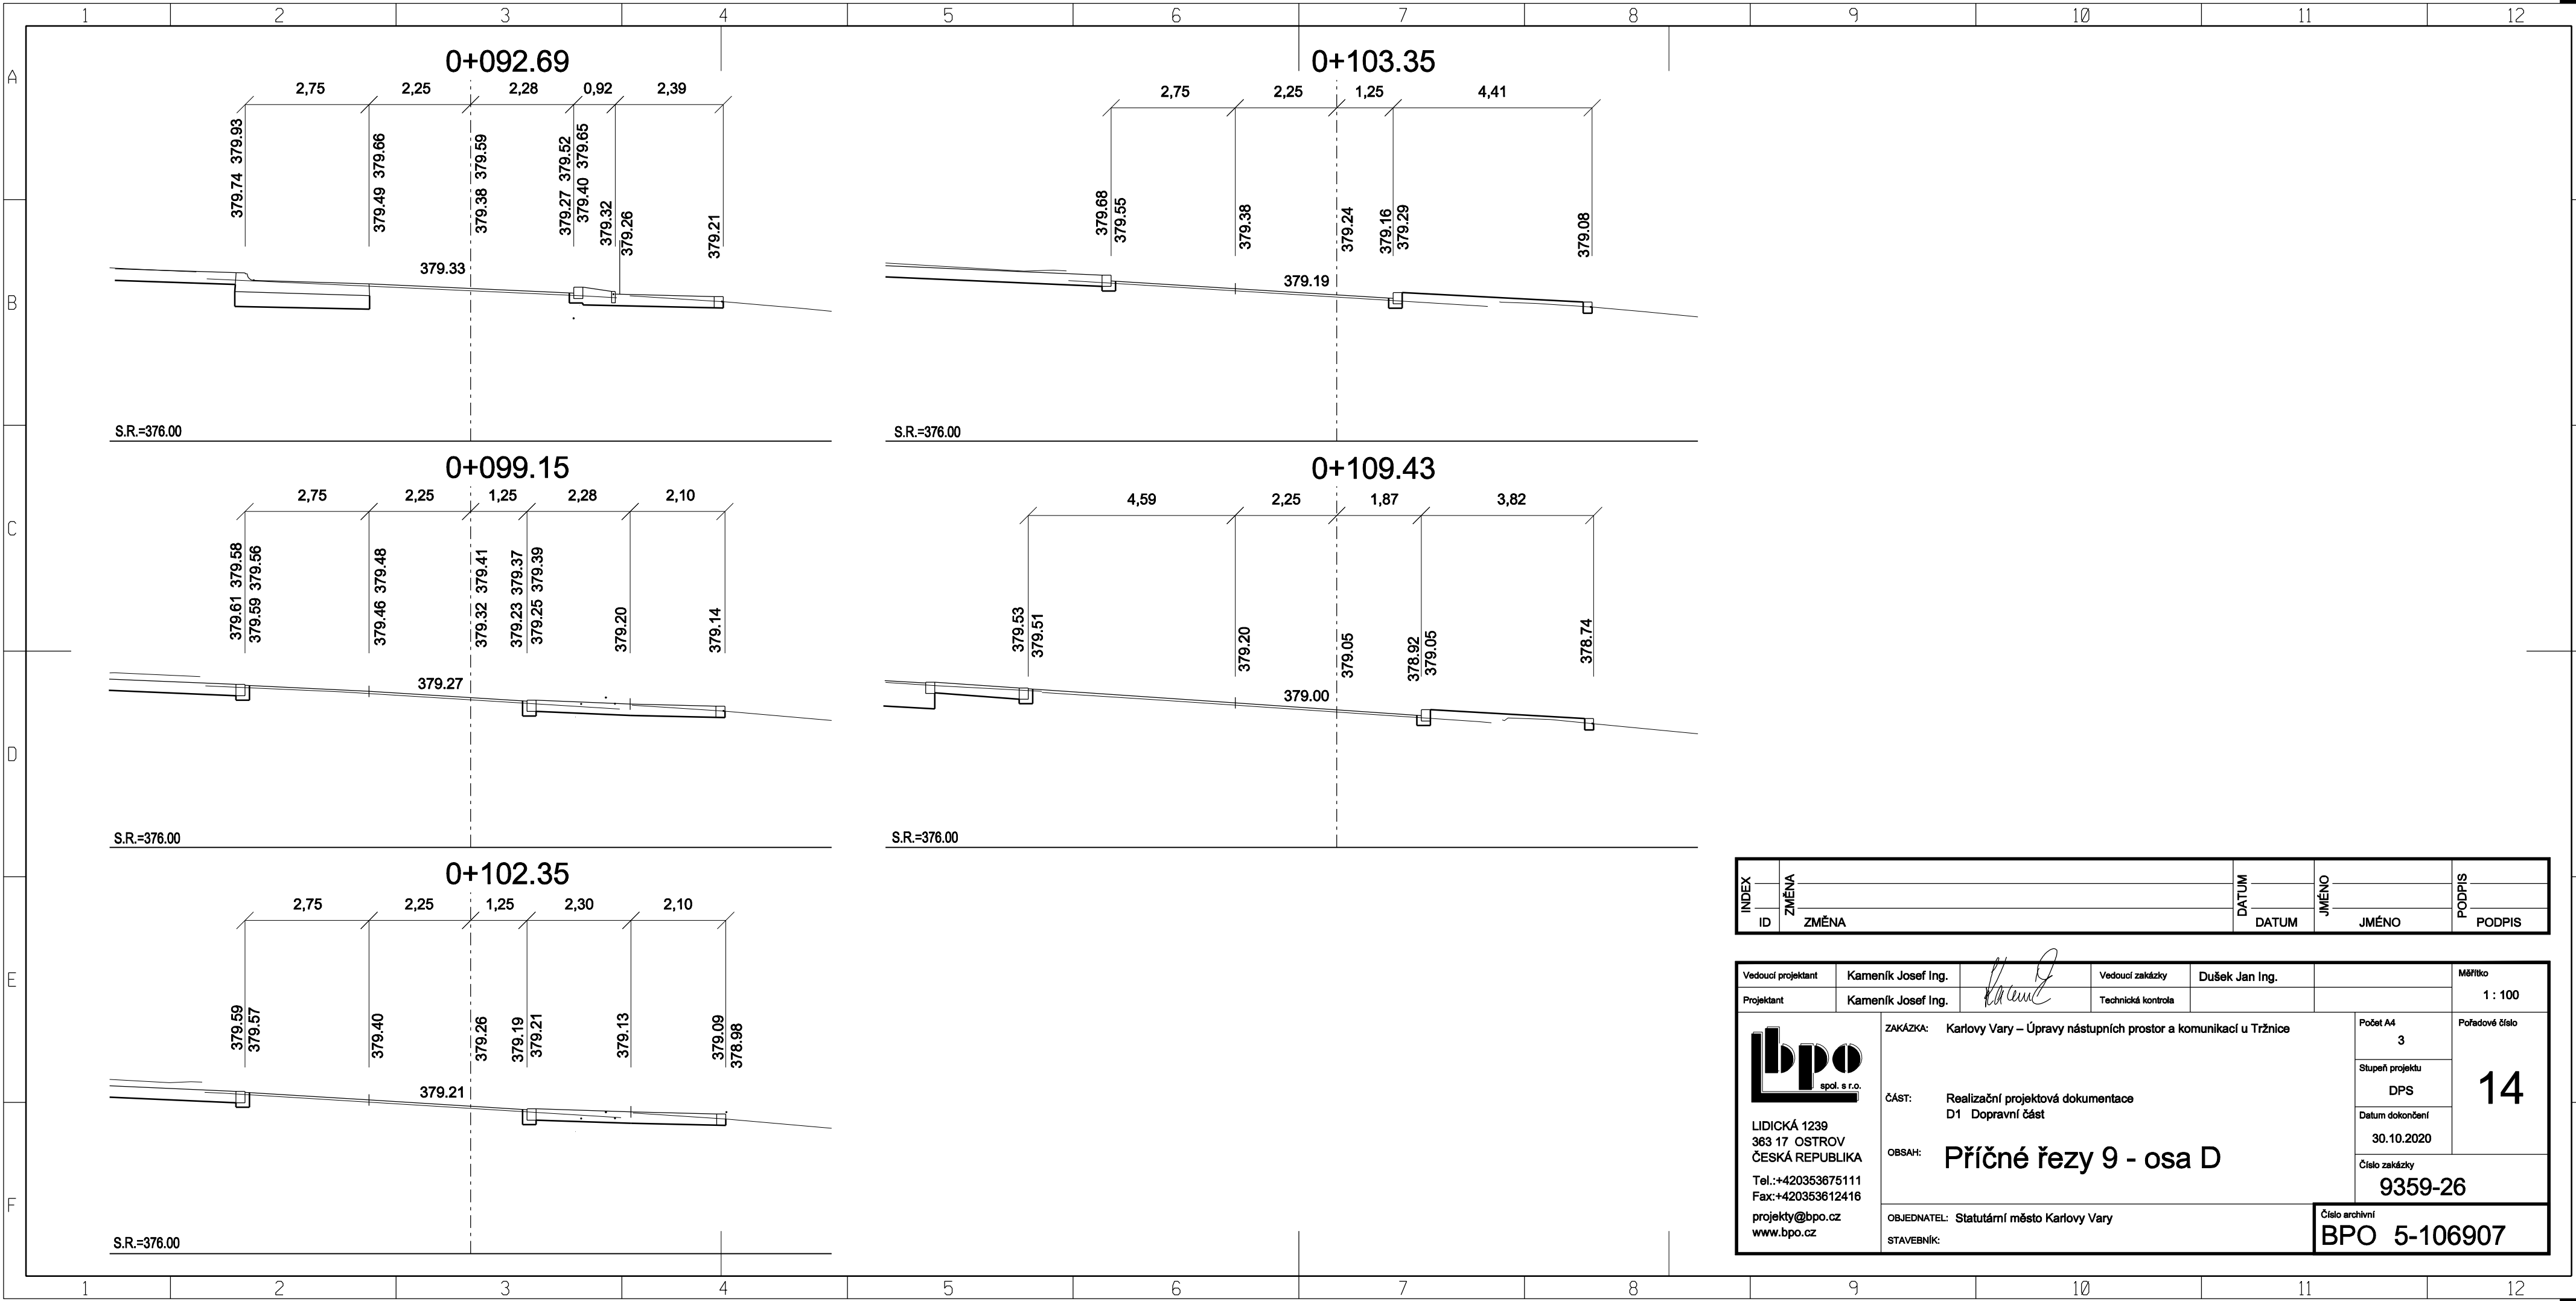 1 2 3 4 5 6 7 8 9 10 11 12
A
B
C
D
E
F
0+092.69
2,75 2,25 2,28 0,92 2,39
379.74 379.93
379.49 379.66
379.38 379.59
379.27 379.52
379.40 379.65
379.32
379.26
379.21
379.33
S.R.=376.00
0+103.35
2,75 2,25 1,25 4,41
379.68
379.55
379.38
379.24
379.16
379.29
379.08
379.19
S.R.=376.00
0+099.15
2,75 2,25 1,25 2,28 2,10
379.61 379.58
379.59 379.56
379.46 379.48
379.32 379.41
379.23 379.37
379.25 379.39
379.20
379.14
379.27
S.R.=376.00
0+109.43
4,59 2,25 1,87 3,82
379.53
379.51
379.20
379.05
378.92
379.05
378.74
379.00
S.R.=376.00
0+102.35
2,75 2,25 1,25 2,30 2,10
379.59
379.57
379.40
379.26
379.19
379.21
379.13
379.09
378.98
379.21
S.R.=376.00
INDEX ZMĚNA DATUM JMÉNO PODPIS
ID ZMĚNA DATUM JMÉNO PODPIS
Vedoucí projektant Kameník Josef Ing. Vedoucí zakázky Dušek Jan Ing. Měřítko
Projektant Kameník Josef Ing. Technická kontrola 1 : 100
bpo
spol. s r.o.
LIDICKÁ 1239
363 17 OSTROV
ČESKÁ REPUBLIKA
Tel.:+420353675111
Fax:+420353612416
projekty@bpo.cz
www.bpo.cz
ZAKÁZKA: Karlovy Vary – Úpravy nástupních prostor a komunikací u Tržnice
ČÁST: Realizační projektová dokumentace
D1 Dopravní část
OBSAH: Příčné řezy 9 - osa D
OBJEDNATEL: Statutární město Karlovy Vary
STAVEBNÍK:
Počet A4
3
Stupeň projektu
DPS
Datum dokončení
30.10.2020
Pořadové číslo
14
Číslo zakázky
9359-26
Číslo archivní
BPO 5-106907
1 2 3 4 5 6 7 8 9 10 11 12